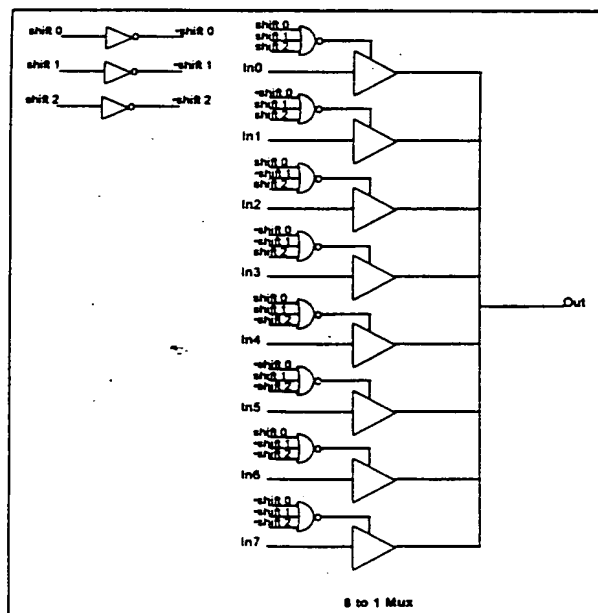 shift 0
-shift 0
shift 1
-shift 1
shift 2
-shift 2
shift 0
shift 1
shift 2
In0
-shift 0
shift 1
shift 2
In1
shift 0
-shift 1
shift 2
In2
-shift 0
-shift 1
shift 2
In3
shift 0
shift 1
-shift 2
In4
-shift 0
shift 1
-shift 2
In5
shift 0
-shift 1
-shift 2
In6
-shift 0
-shift 1
-shift 2
In7
Out
8 to 1 Mux